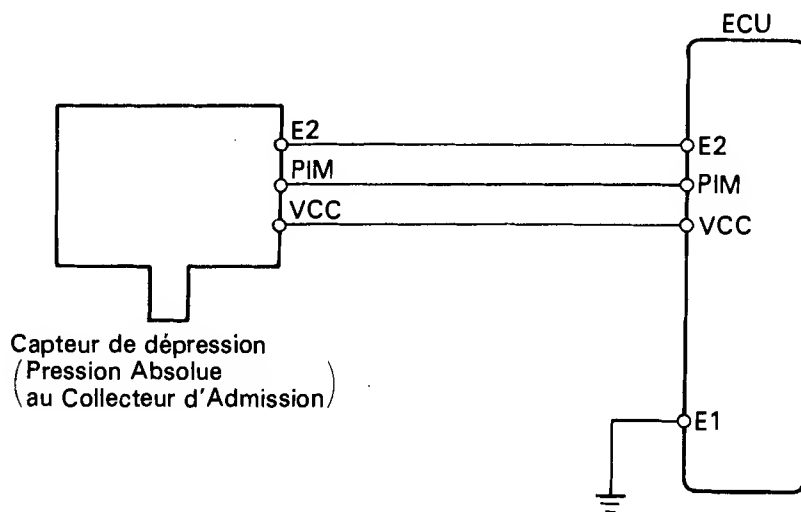 ECU
E2
E2
PIM
PIM
VCC
VCC
Capteur de dépression
(Pression Absolue
au Collecteur d'Admission)
E1